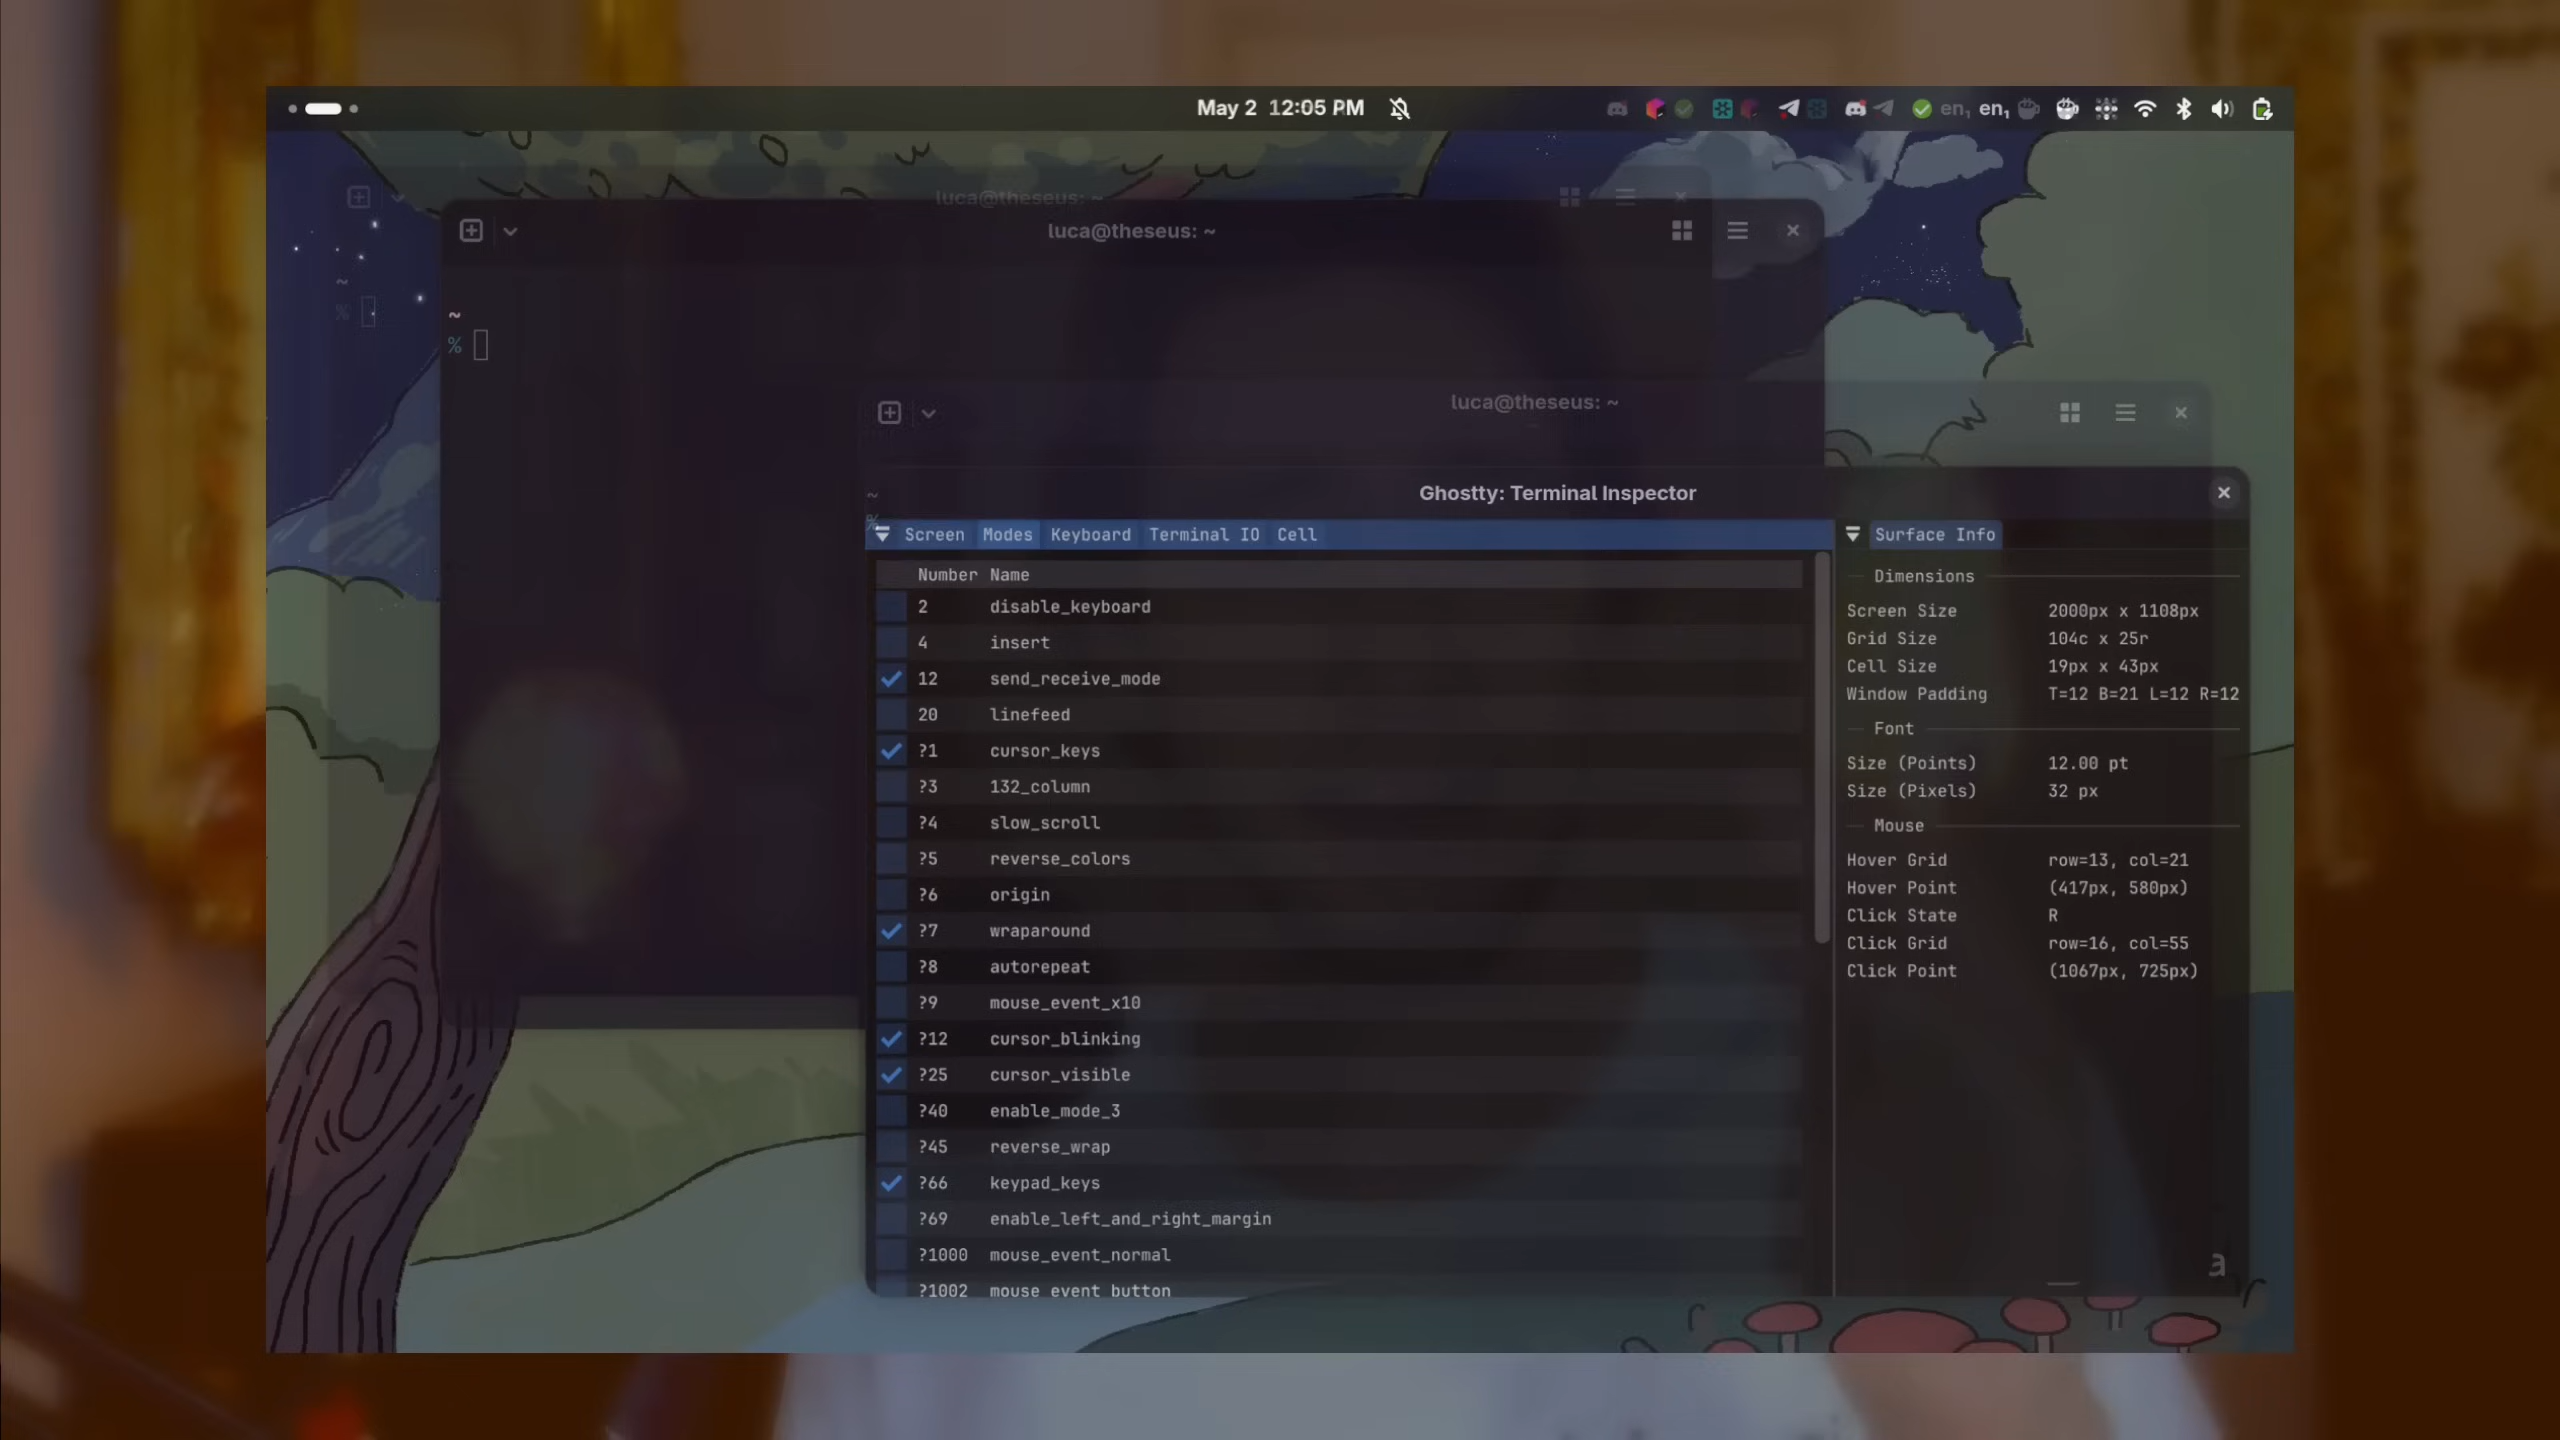 May 2 12:05 PM
en₁ en₁
luca@theseus: ~
luca@theseus: ~
~
%
~
%
luca@theseus: ~
Ghostty: Terminal Inspector
~
%
Screen Modes Keyboard Terminal IO Cell
Number Name
2 disable_keyboard
4 insert
12 send_receive_mode
20 linefeed
?1 cursor_keys
?3 132_column
?4 slow_scroll
?5 reverse_colors
?6 origin
?7 wraparound
?8 autorepeat
?9 mouse_event_x10
?12 cursor_blinking
?25 cursor_visible
?40 enable_mode_3
?45 reverse_wrap
?66 keypad_keys
?69 enable_left_and_right_margin
?1000 mouse_event_normal
?1002 mouse_event_button
Surface Info
Dimensions
Screen Size 2000px x 1108px
Grid Size 104c x 25r
Cell Size 19px x 43px
Window Padding T=12 B=21 L=12 R=12
Font
Size (Points) 12.00 pt
Size (Pixels) 32 px
Mouse
Hover Grid row=13, col=21
Hover Point (417px, 580px)
Click State R
Click Grid row=16, col=55
Click Point (1067px, 725px)
a